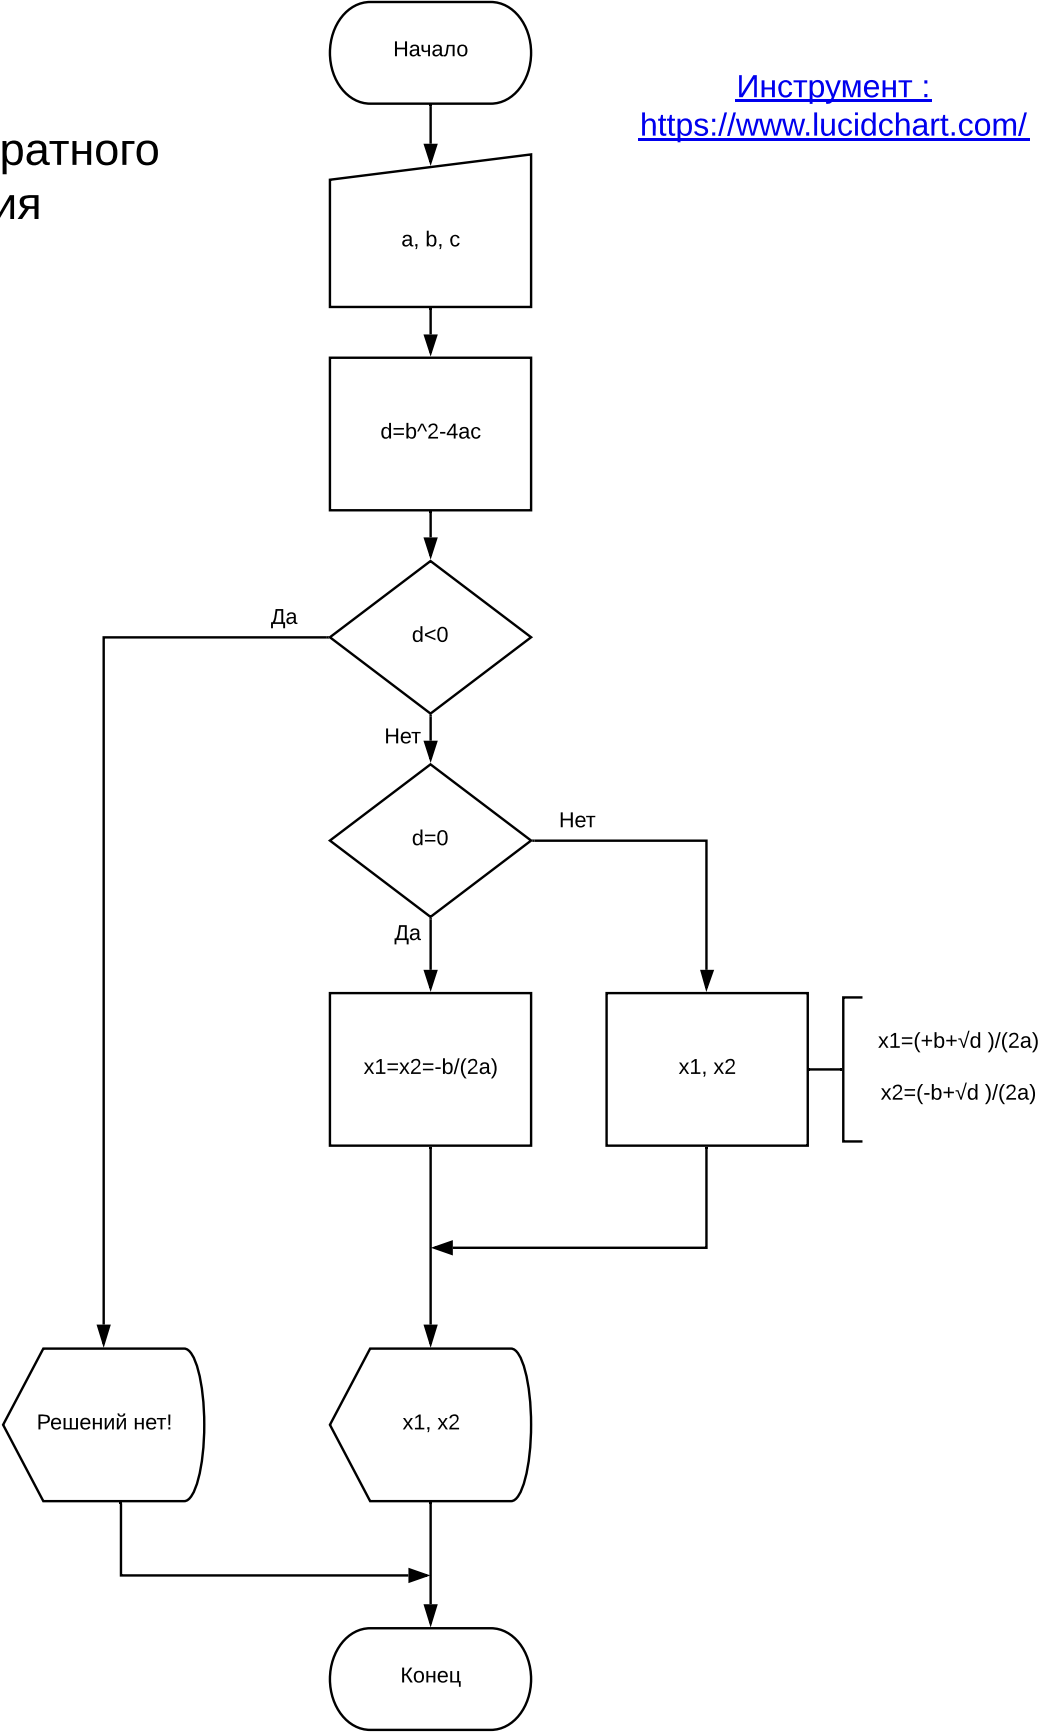 Начало
Инструмент :
https://www.lucidchart.com/
ратного
ия
a, b, c
d=b^2-4ac
Да
d<0
Нет
d=0
Нет
Да
x1=x2=-b/(2a)
x1, x2
x1=(+b+√d )/(2a)
x2=(-b+√d )/(2a)
Решений нет!
x1, x2
Конец